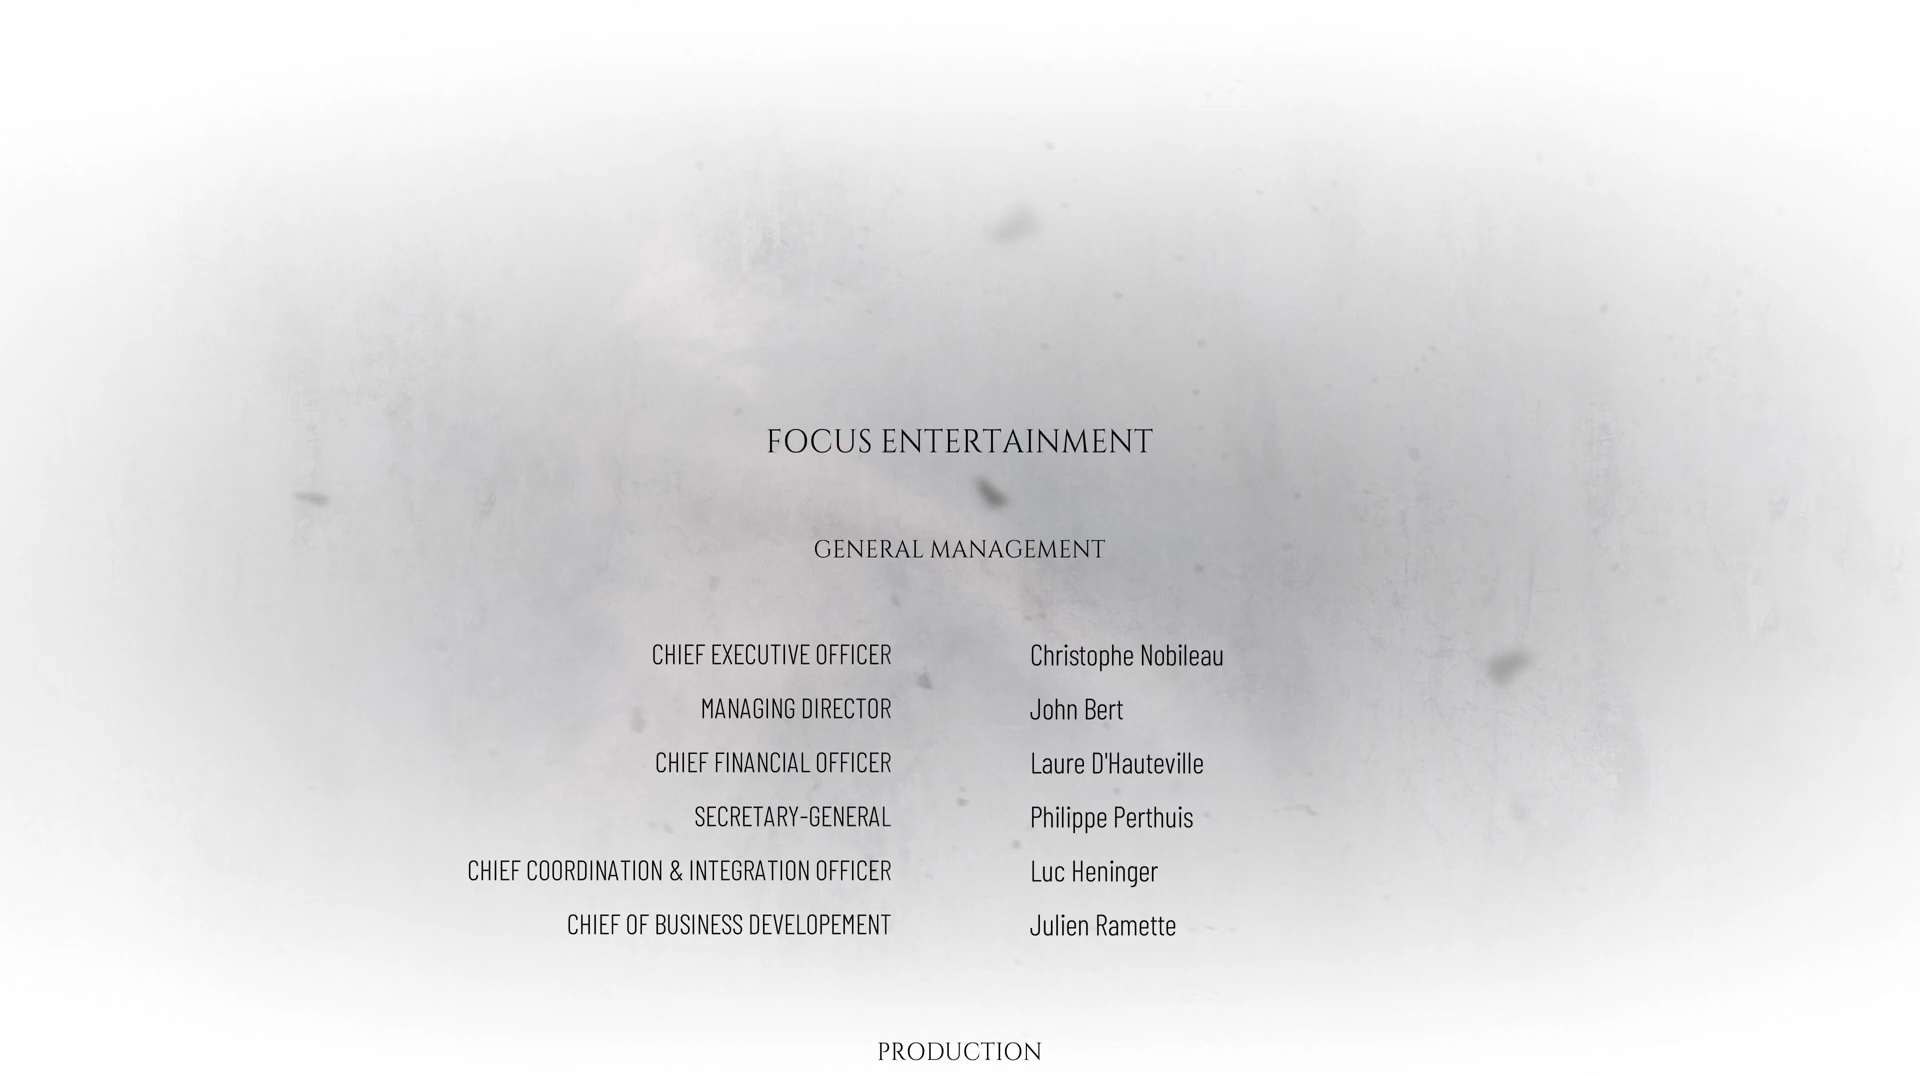 FOCUS ENTERTAINMENT
GENERAL MANAGEMENT
CHIEF EXECUTIVE OFFICER Christophe Nobileau
MANAGING DIRECTOR John Bert
CHIEF FINANCIAL OFFICER Laure D'Hauteville
SECRETARY-GENERAL Philippe Perthuis
CHIEF COORDINATION & INTEGRATION OFFICER Luc Heninger
CHIEF OF BUSINESS DEVELOPEMENT Julien Ramette
PRODUCTION